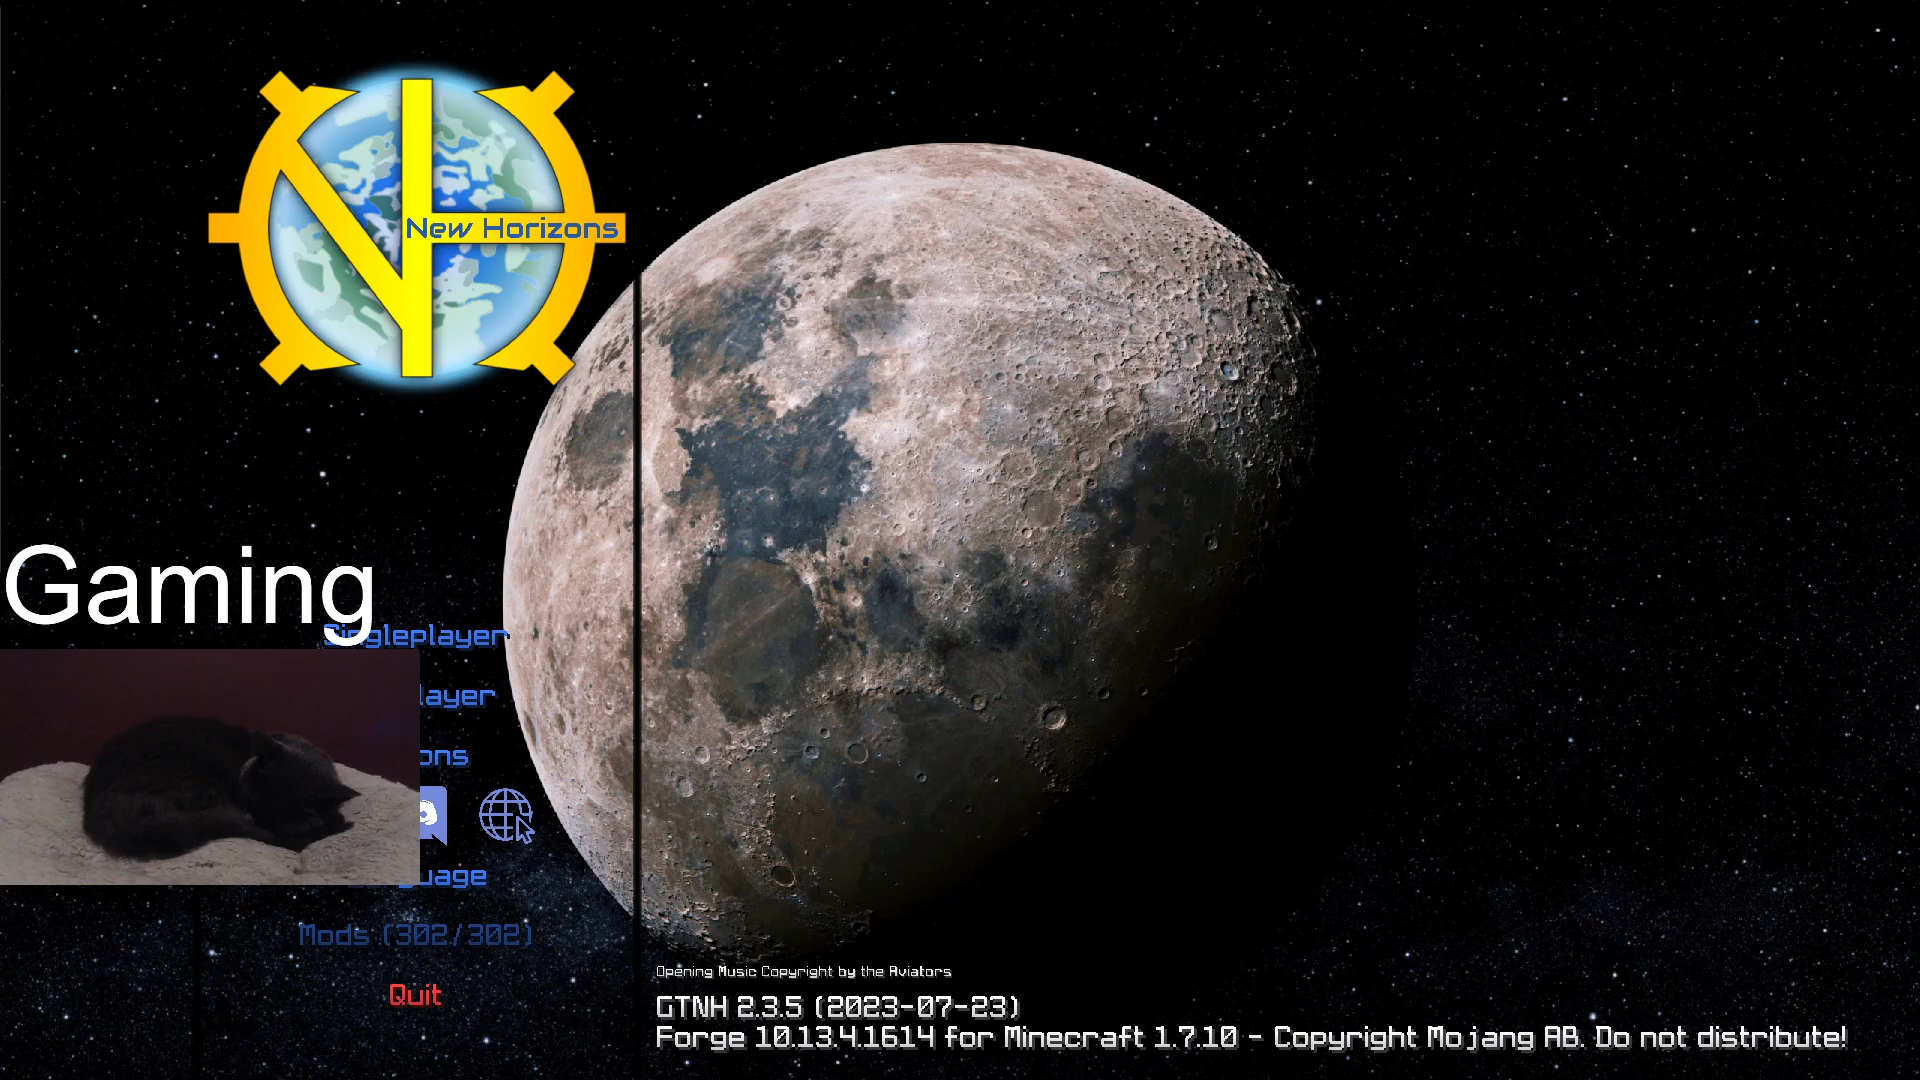 New Horizons
Gaming
Singleplayer
layer
ons
uage
Mods (302/302)
Quit
Opening Music Copyright by the Aviators
GTNH 2.3.5 (2023-07-23)
Forge 10.13.4.1614 for Minecraft 1.7.10 - Copyright Mojang AB. Do not distribute!